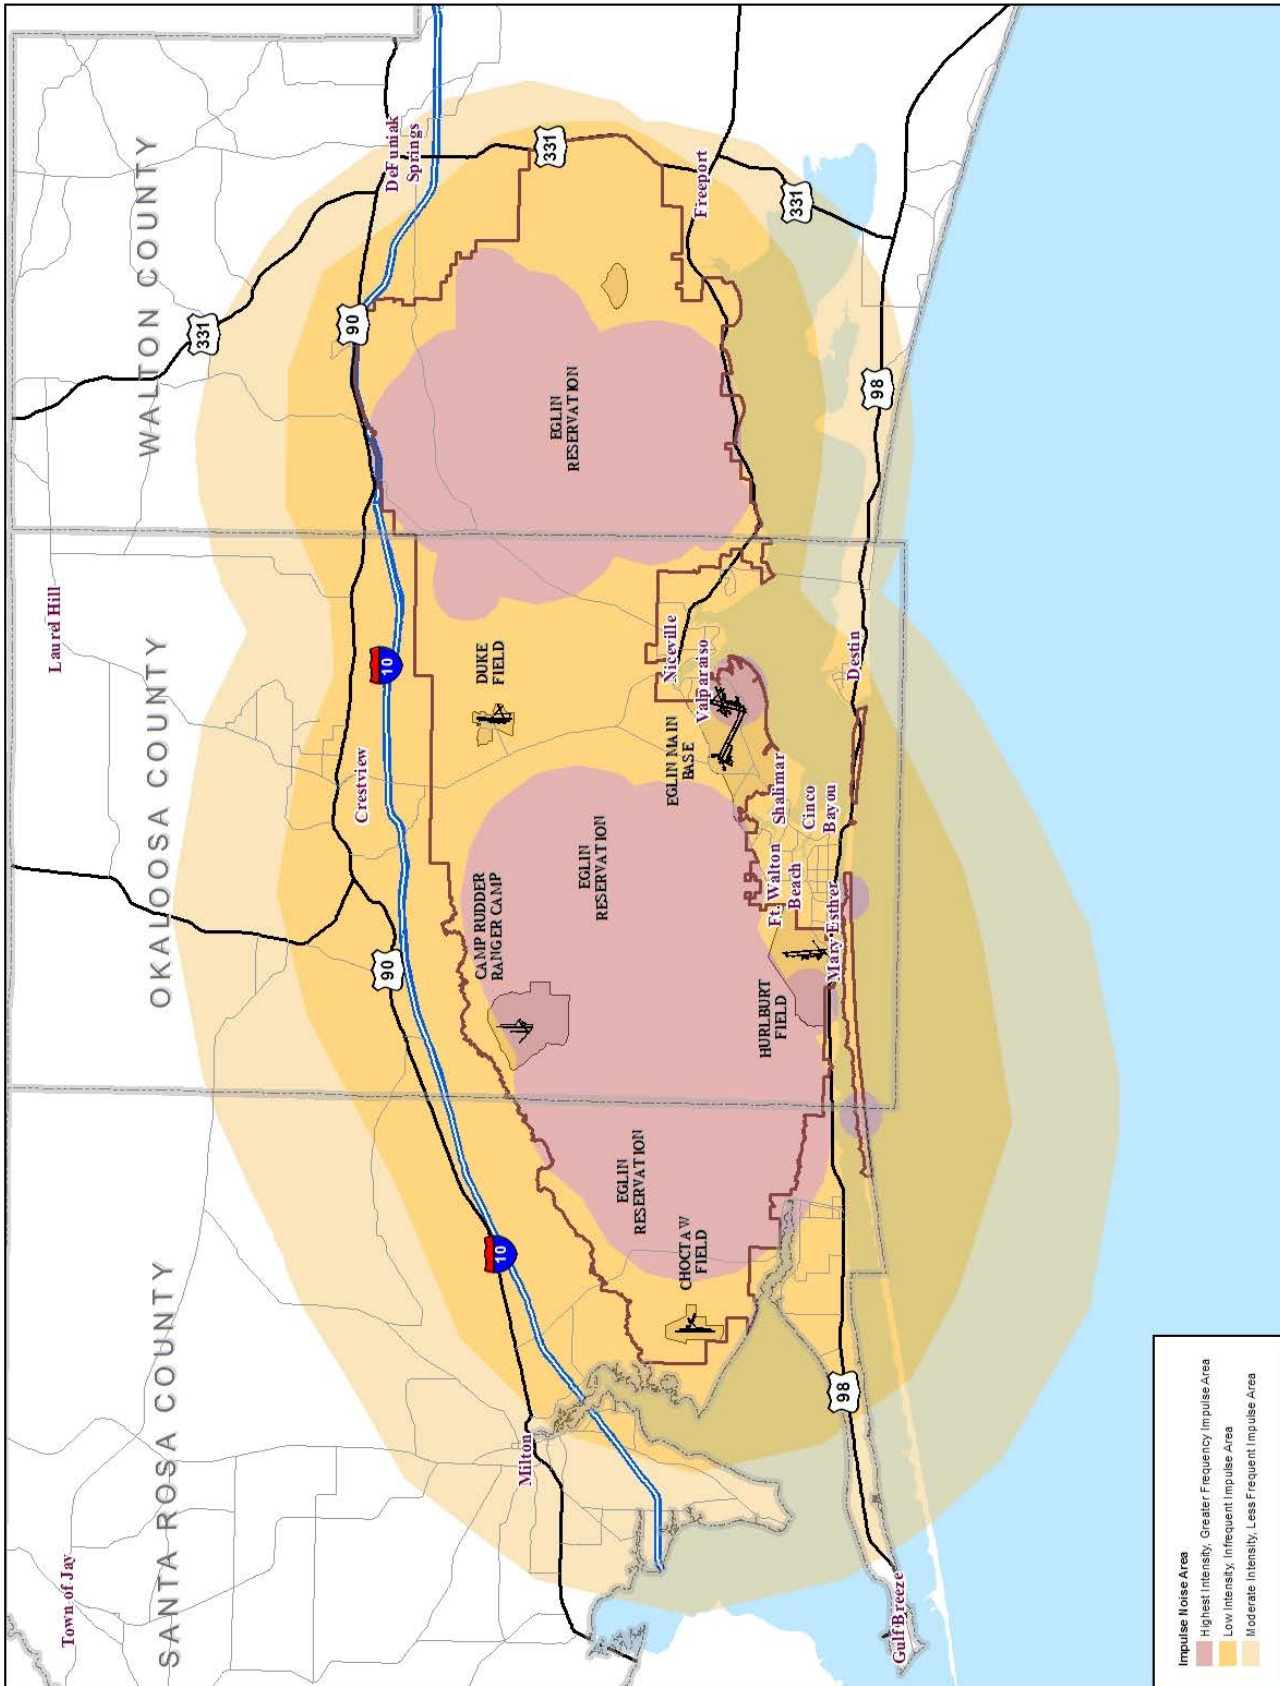 Town of Jay
SANTA ROSA COUNTY
Laurel Hill
OKALOOSA COUNTY
WALTON COUNTY
331
DeFuniak
Springs
90
331
Crestview
10
90
10
Milton
DUKE
FIELD
CAMP RUDDER
RANGER CAMP
EGLIN
RESERVATION
EGLIN
RESERVATION
EGLIN
RESERVATION
CHOCTAW
FIELD
EGLIN MAIN
BASE
Niceville
Valparaiso
Freeport
331
HURLBURT
FIELD
Ft. Walton
Beach
Shalimar
Cinco
Bayou
Mary Esther
Destin
98
98
Gulf Breeze
Impulse Noise Area
Highest Intensity, Greater Frequency Impulse Area
Low Intensity, Infrequent Impulse Area
Moderate Intensity, Less Frequent Impulse Area